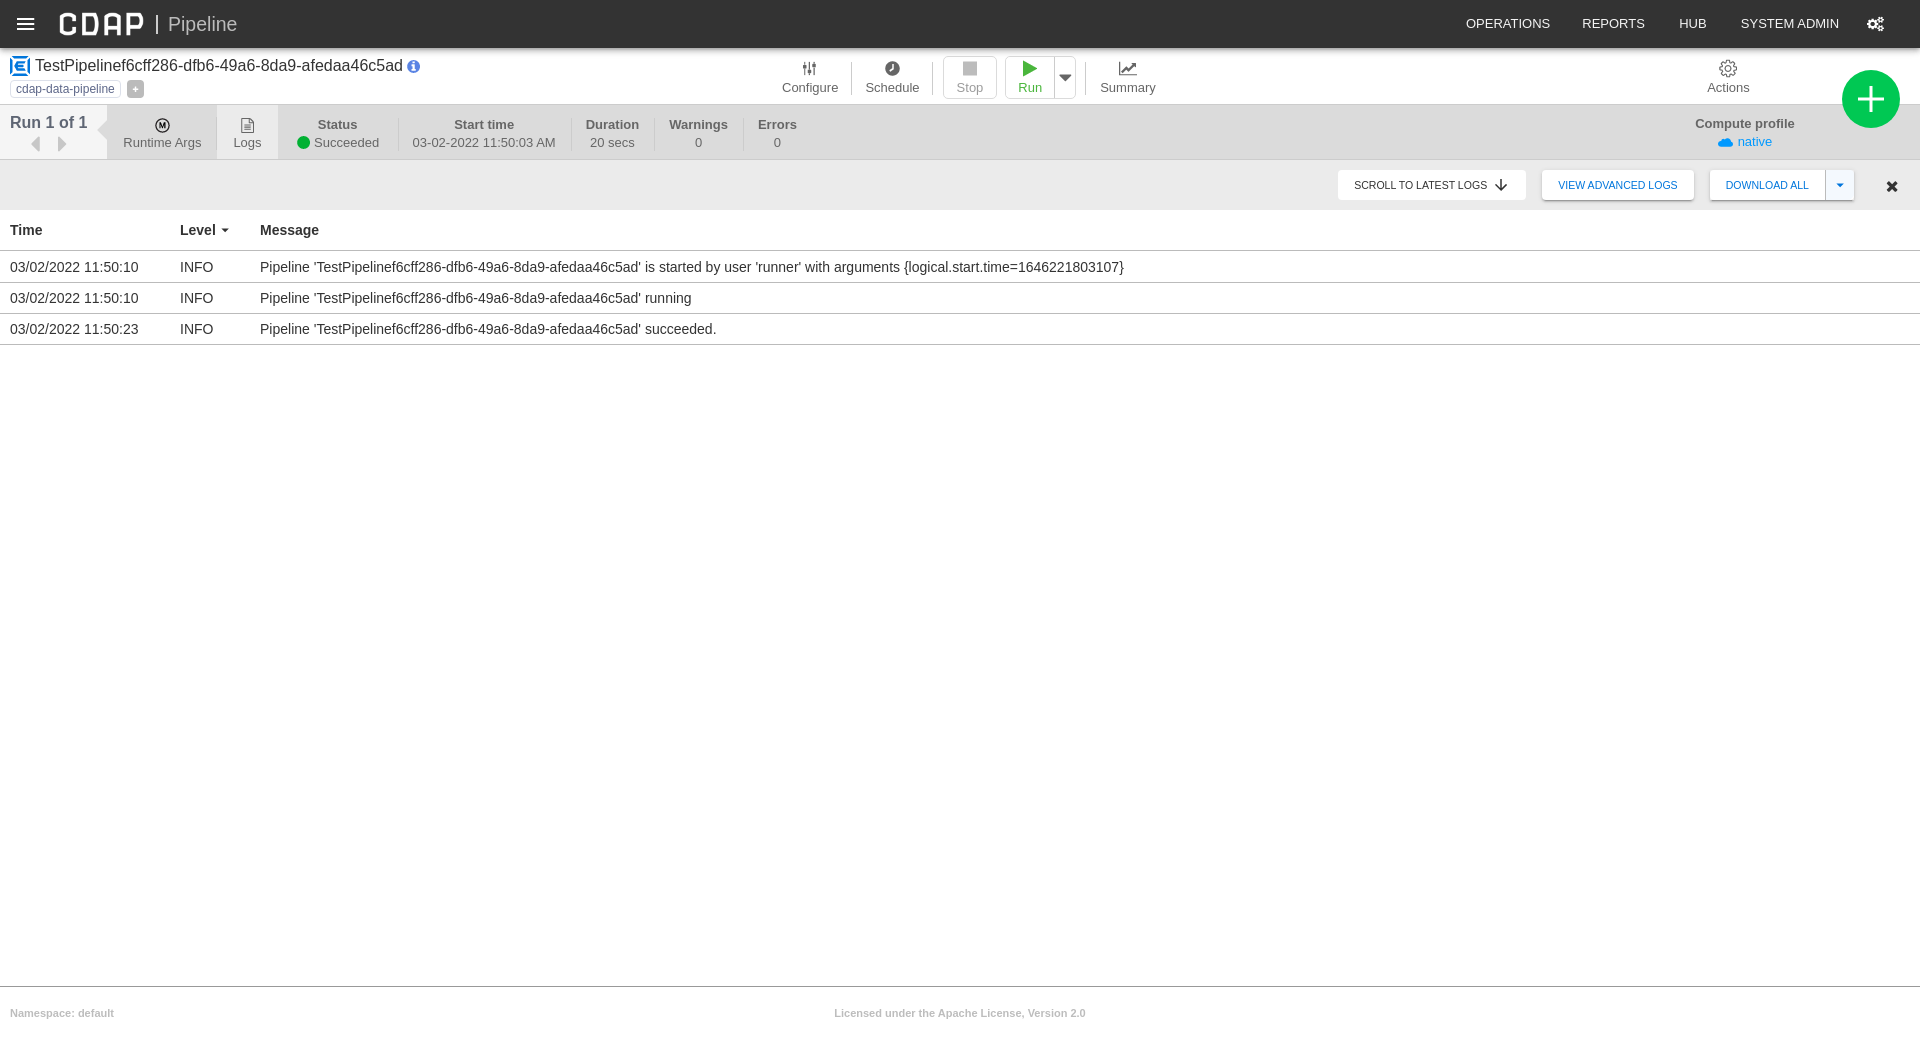 CDAP | Pipeline OPERATIONS REPORTS HUB SYSTEM ADMIN
TestPipelinef6cff286-dfb6-49a6-8da9-afedaa46c5ad
cdap-data-pipeline +
Configure Schedule Stop Run Summary Actions
Run 1 of 1
Runtime Args Logs
Status Start time Duration Warnings Errors Compute profile
Succeeded 03-02-2022 11:50:03 AM 20 secs 0 0 native
SCROLL TO LATEST LOGS VIEW ADVANCED LOGS DOWNLOAD ALL
Time Level Message
03/02/2022 11:50:10 INFO Pipeline 'TestPipelinef6cff286-dfb6-49a6-8da9-afedaa46c5ad' is started by user 'runner' with arguments {logical.start.time=1646221803107}
03/02/2022 11:50:10 INFO Pipeline 'TestPipelinef6cff286-dfb6-49a6-8da9-afedaa46c5ad' running
03/02/2022 11:50:23 INFO Pipeline 'TestPipelinef6cff286-dfb6-49a6-8da9-afedaa46c5ad' succeeded.
Namespace: default Licensed under the Apache License, Version 2.0